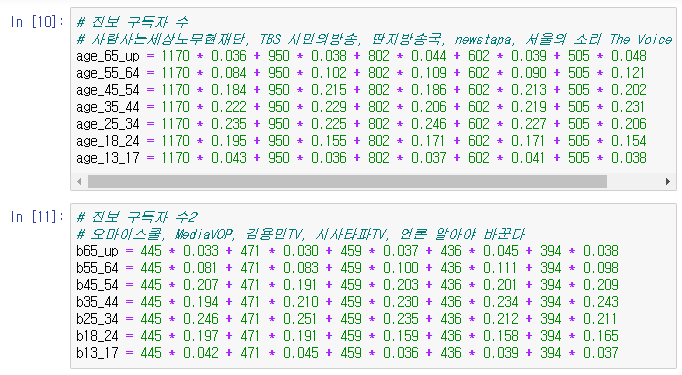 In [10]:
# 진보 구독자 수
# 사람사는세상노무현재단, TBS 시민의방송, 딴지방송국, newstapa, 서울의 소리 The Voice
age_65_up = 1170 * 0.036 + 950 * 0.038 + 802 * 0.044 + 602 * 0.039 + 505 * 0.048
age_55_64 = 1170 * 0.084 + 950 * 0.102 + 802 * 0.109 + 602 * 0.090 + 505 * 0.121
age_45_54 = 1170 * 0.184 + 950 * 0.215 + 802 * 0.186 + 602 * 0.213 + 505 * 0.202
age_35_44 = 1170 * 0.222 + 950 * 0.229 + 802 * 0.206 + 602 * 0.219 + 505 * 0.231
age_25_34 = 1170 * 0.235 + 950 * 0.225 + 802 * 0.246 + 602 * 0.227 + 505 * 0.206
age_18_24 = 1170 * 0.195 + 950 * 0.155 + 802 * 0.171 + 602 * 0.171 + 505 * 0.154
age_13_17 = 1170 * 0.043 + 950 * 0.036 + 802 * 0.037 + 602 * 0.041 + 505 * 0.038
In [11]:
# 진보 구독자 수2
# 오마이스쿨, MediaVOP, 김용민TV, 시사타파TV, 언론 알아야 바꾼다
b65_up = 445 * 0.033 + 471 * 0.030 + 459 * 0.037 + 436 * 0.045 + 394 * 0.038
b55_64 = 445 * 0.081 + 471 * 0.083 + 459 * 0.100 + 436 * 0.111 + 394 * 0.098
b45_54 = 445 * 0.207 + 471 * 0.191 + 459 * 0.203 + 436 * 0.201 + 394 * 0.209
b35_44 = 445 * 0.194 + 471 * 0.210 + 459 * 0.230 + 436 * 0.234 + 394 * 0.243
b25_34 = 445 * 0.246 + 471 * 0.251 + 459 * 0.235 + 436 * 0.212 + 394 * 0.211
b18_24 = 445 * 0.197 + 471 * 0.191 + 459 * 0.159 + 436 * 0.158 + 394 * 0.165
b13_17 = 445 * 0.042 + 471 * 0.045 + 459 * 0.036 + 436 * 0.039 + 394 * 0.037